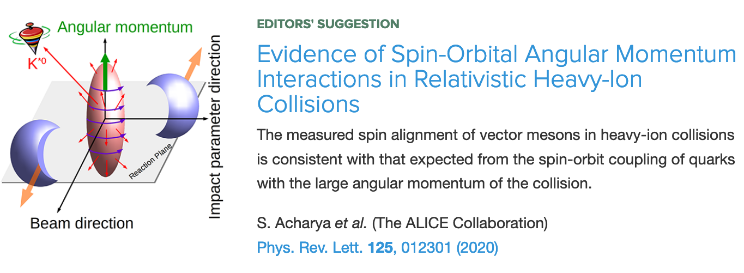 Angular momentum
K*0
Impact parameter direction
Reaction Plane
Beam direction
EDITORS' SUGGESTION
Evidence of Spin-Orbital Angular Momentum
Interactions in Relativistic Heavy-Ion
Collisions
The measured spin alignment of vector mesons in heavy-ion collisions
is consistent with that expected from the spin-orbit coupling of quarks
with the large angular momentum of the collision.
S. Acharya et al. (The ALICE Collaboration)
Phys. Rev. Lett. 125, 012301 (2020)